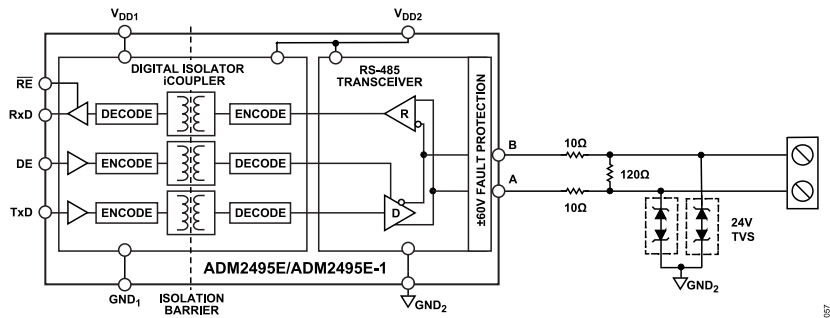 VDD1
VDD2
DIGITAL ISOLATOR
iCOUPLER
RS-485
TRANSCEIVER
RE
RxD
DECODE
ENCODE
R
DE
ENCODE
DECODE
TxD
ENCODE
DECODE
D
±60V FAULT PROTECTION
B
A
10Ω
120Ω
10Ω
24V
TVS
GND2
ADM2495E/ADM2495E-1
GND1
ISOLATION
BARRIER
GND2
057